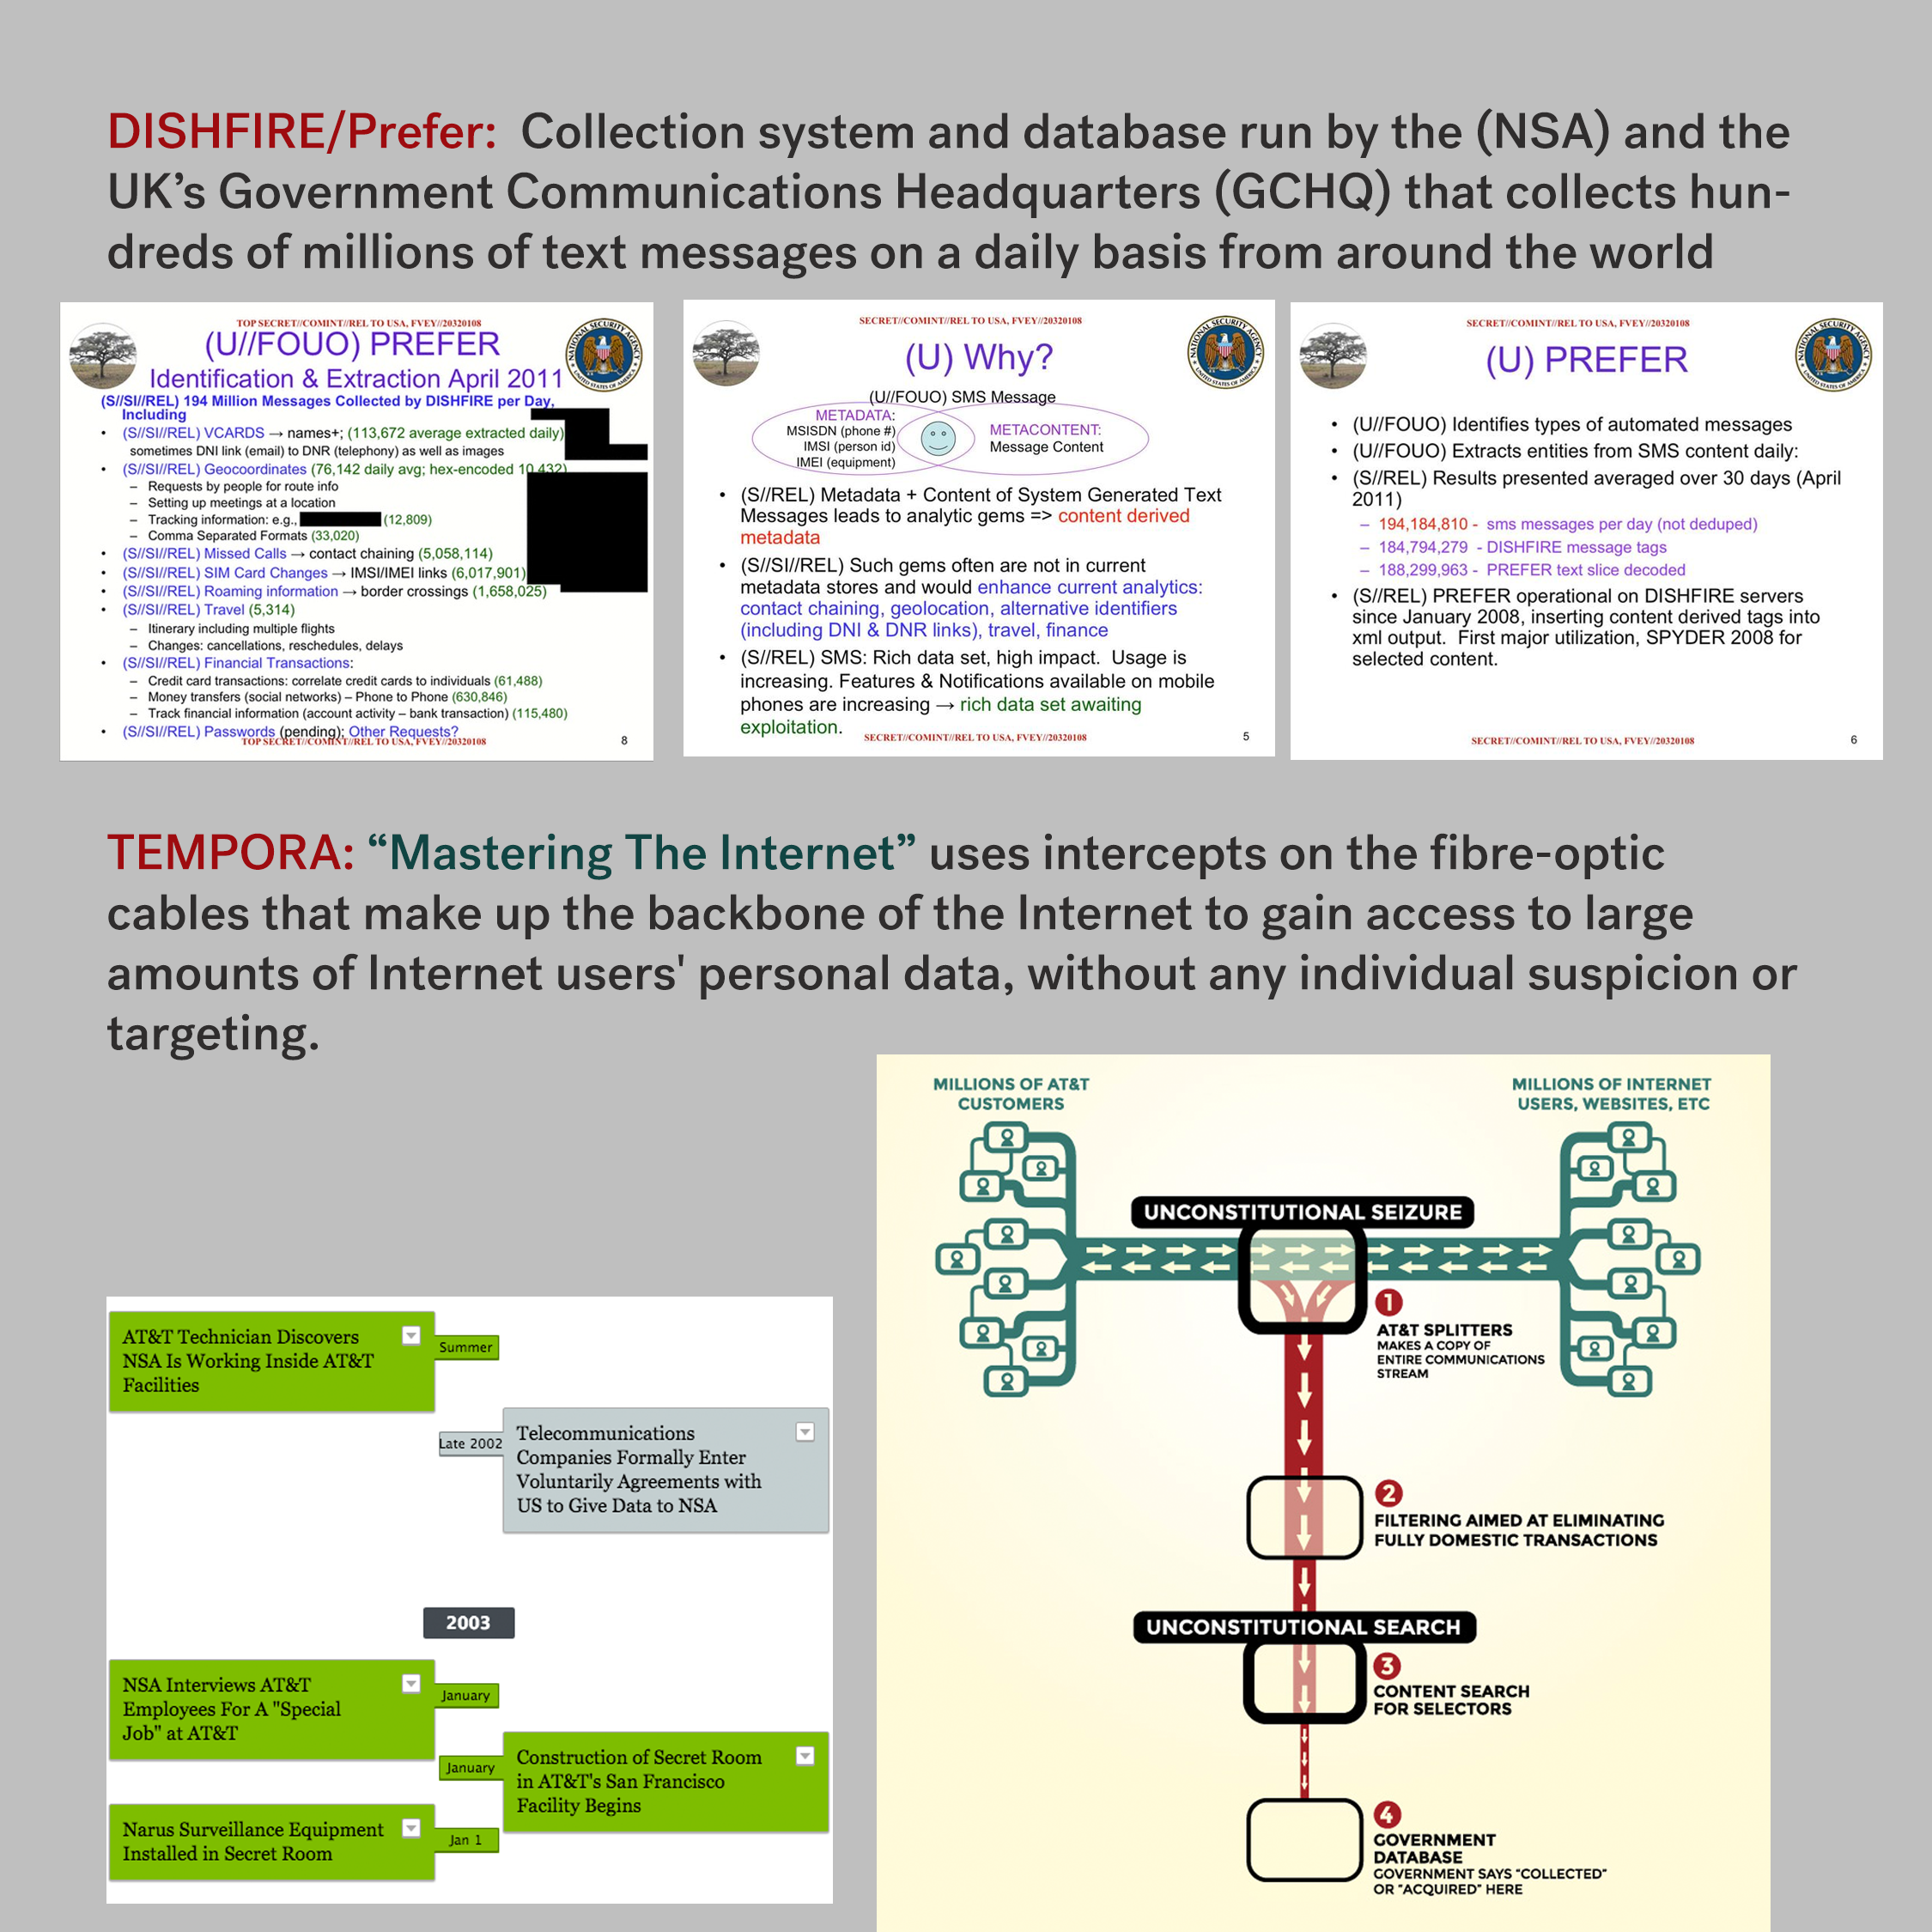 DISHFIRE/Prefer: Collection system and database run by the (NSA) and the
UK’s Government Communications Headquarters (GCHQ) that collects hun-
dreds of millions of text messages on a daily basis from around the world
TOP SECRET//COMINT//REL TO USA, FVEY//20320108
(U//FOUO) PREFER
Identification & Extraction April 2011
(S//SI//REL) 194 Million Messages Collected by DISHFIRE per Day,
Including
• (S//SI//REL) VCARDS → names+; (113,672 average extracted daily)
sometimes DNI link (email) to DNR (telephony) as well as images
• (S//SI//REL) Geocoordinates (76,142 daily avg; hex-encoded 10,432)
– Requests by people for route info
– Setting up meetings at a location
– Tracking information: e.g., (12,809)
– Comma Separated Formats (33,020)
• (S//SI//REL) Missed Calls → contact chaining (5,058,114)
• (S//SI//REL) SIM Card Changes → IMSI/IMEI links (6,017,901)
• (S//SI//REL) Roaming information → border crossings (1,658,025)
• (S//SI//REL) Travel (5,314)
– Itinerary including multiple flights
– Changes: cancellations, reschedules, delays
• (S//SI//REL) Financial Transactions:
– Credit card transactions: correlate credit cards to individuals (61,488)
– Money transfers (social networks) – Phone to Phone (630,846)
– Track financial information (account activity – bank transaction) (115,480)
• (S//SI//REL) Passwords (pending); Other Requests?
TOP SECRET//COMINT//REL TO USA, FVEY//20320108
8
NATIONAL SECURITY AGENCY
UNITED STATES OF AMERICA
SECRET//COMINT//REL TO USA, FVEY//20320108
(U) Why?
(U//FOUO) SMS Message
METADATA:
MSISDN (phone #)
IMSI (person id)
IMEI (equipment)
METACONTENT:
Message Content
• (S//REL) Metadata + Content of System Generated Text
Messages leads to analytic gems => content derived
metadata
• (S//SI//REL) Such gems often are not in current
metadata stores and would enhance current analytics:
contact chaining, geolocation, alternative identifiers
(including DNI & DNR links), travel, finance
• (S//REL) SMS: Rich data set, high impact. Usage is
increasing. Features & Notifications available on mobile
phones are increasing → rich data set awaiting
exploitation.
SECRET//COMINT//REL TO USA, FVEY//20320108
5
NATIONAL SECURITY AGENCY
UNITED STATES OF AMERICA
SECRET//COMINT//REL TO USA, FVEY//20320108
(U) PREFER
• (U//FOUO) Identifies types of automated messages
• (U//FOUO) Extracts entities from SMS content daily:
• (S//REL) Results presented averaged over 30 days (April
2011)
– 194,184,810 - sms messages per day (not deduped)
– 184,794,279 - DISHFIRE message tags
– 188,299,963 - PREFER text slice decoded
• (S//REL) PREFER operational on DISHFIRE servers
since January 2008, inserting content derived tags into
xml output. First major utilization, SPYDER 2008 for
selected content.
SECRET//COMINT//REL TO USA, FVEY//20320108
6
NATIONAL SECURITY AGENCY
UNITED STATES OF AMERICA
TEMPORA: “Mastering The Internet” uses intercepts on the fibre-optic
cables that make up the backbone of the Internet to gain access to large
amounts of Internet users' personal data, without any individual suspicion or
targeting.
AT&T Technician Discovers
NSA Is Working Inside AT&T
Facilities
Summer
Late 2002
Telecommunications
Companies Formally Enter
Voluntarily Agreements with
US to Give Data to NSA
2003
NSA Interviews AT&T
Employees For A "Special
Job" at AT&T
January
January
Construction of Secret Room
in AT&T's San Francisco
Facility Begins
Narus Surveillance Equipment
Installed in Secret Room
Jan 1
MILLIONS OF AT&T
CUSTOMERS
MILLIONS OF INTERNET
USERS, WEBSITES, ETC
UNCONSTITUTIONAL SEIZURE
1
AT&T SPLITTERS
MAKES A COPY OF
ENTIRE COMMUNICATIONS
STREAM
2
FILTERING AIMED AT ELIMINATING
FULLY DOMESTIC TRANSACTIONS
UNCONSTITUTIONAL SEARCH
3
CONTENT SEARCH
FOR SELECTORS
4
GOVERNMENT
DATABASE
GOVERNMENT SAYS "COLLECTED"
OR "ACQUIRED" HERE